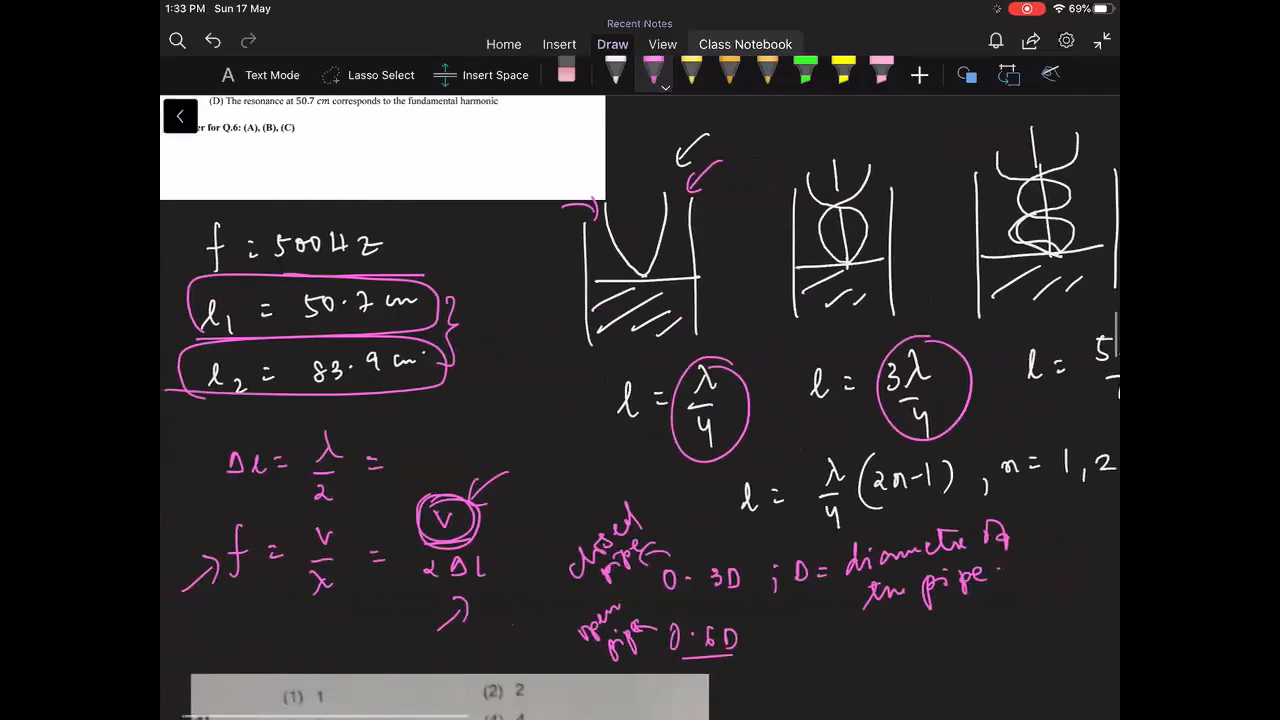 1:33 PM Sun 17 May
69%
Recent Notes
Home Insert Draw View Class Notebook
Text Mode Lasso Select Insert Space
(D) The resonance at 50.7 cm corresponds to the fundamental harmonic
er for Q.6: (A), (B), (C)
f = 500Hz
l₁ = 50.7 cm
l₂ = 83.9 cm
l = λ/4
l = 3λ/4
l = 5
Δl = λ/2 =
f = v/λ = v/2Δl
l = λ/4 (2n-1), n = 1, 2
closed pipe 0.3D ; D = diametre of the pipe
open pipe 0.6D
(1) 1 (2) 2
(4) 4